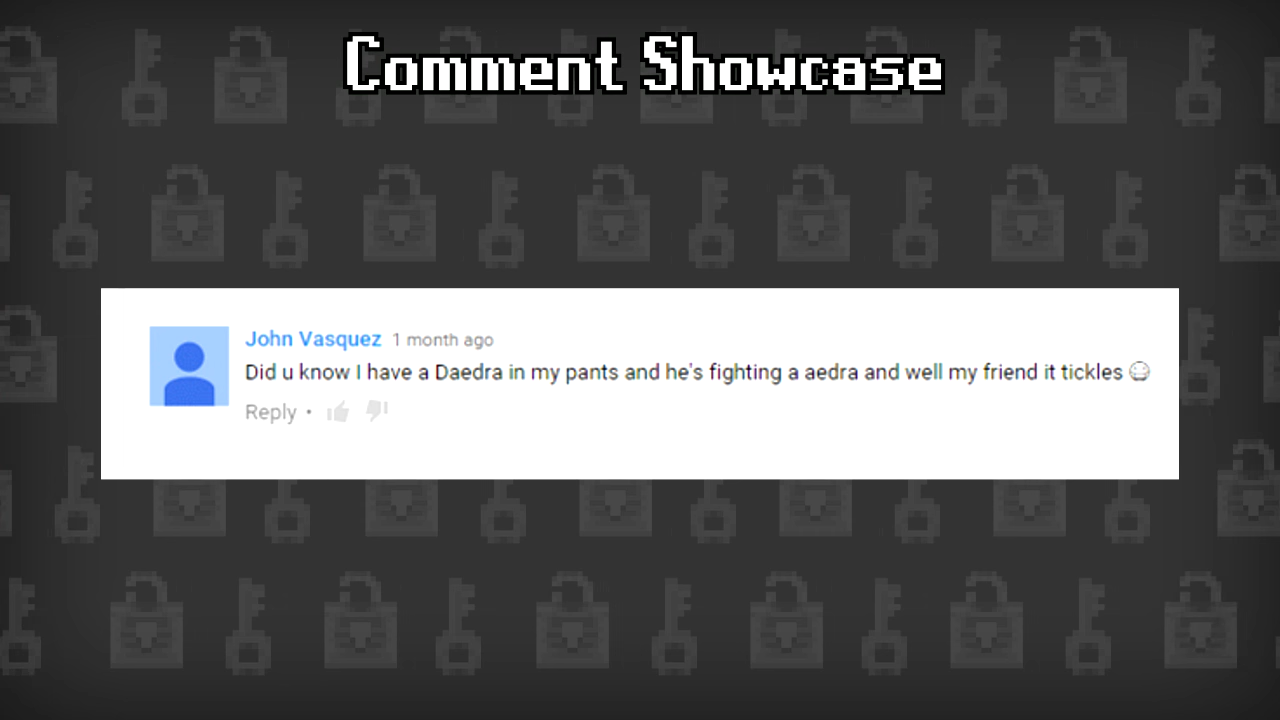 Comment Showcase
John Vasquez 1 month ago
Did u know I have a Daedra in my pants and he's fighting a aedra and well my friend it tickles 😂
Reply •